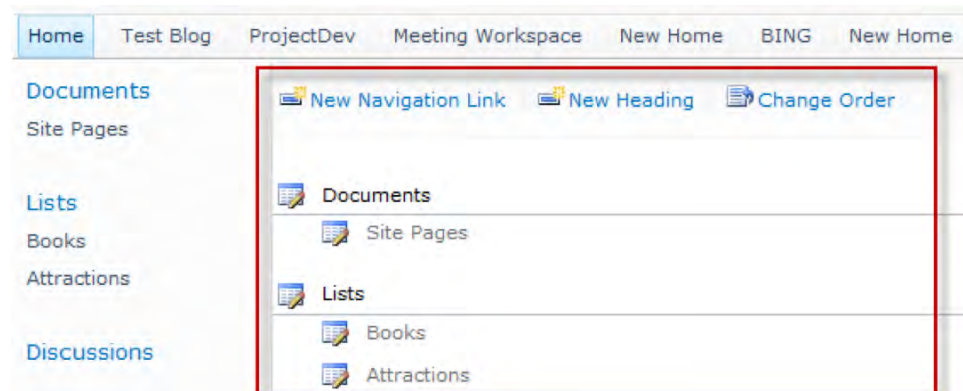 Home Test Blog ProjectDev Meeting Workspace New Home BING New Home
Documents
Site Pages
Lists
Books
Attractions
Discussions
New Navigation Link New Heading Change Order
Documents
Site Pages
Lists
Books
Attractions